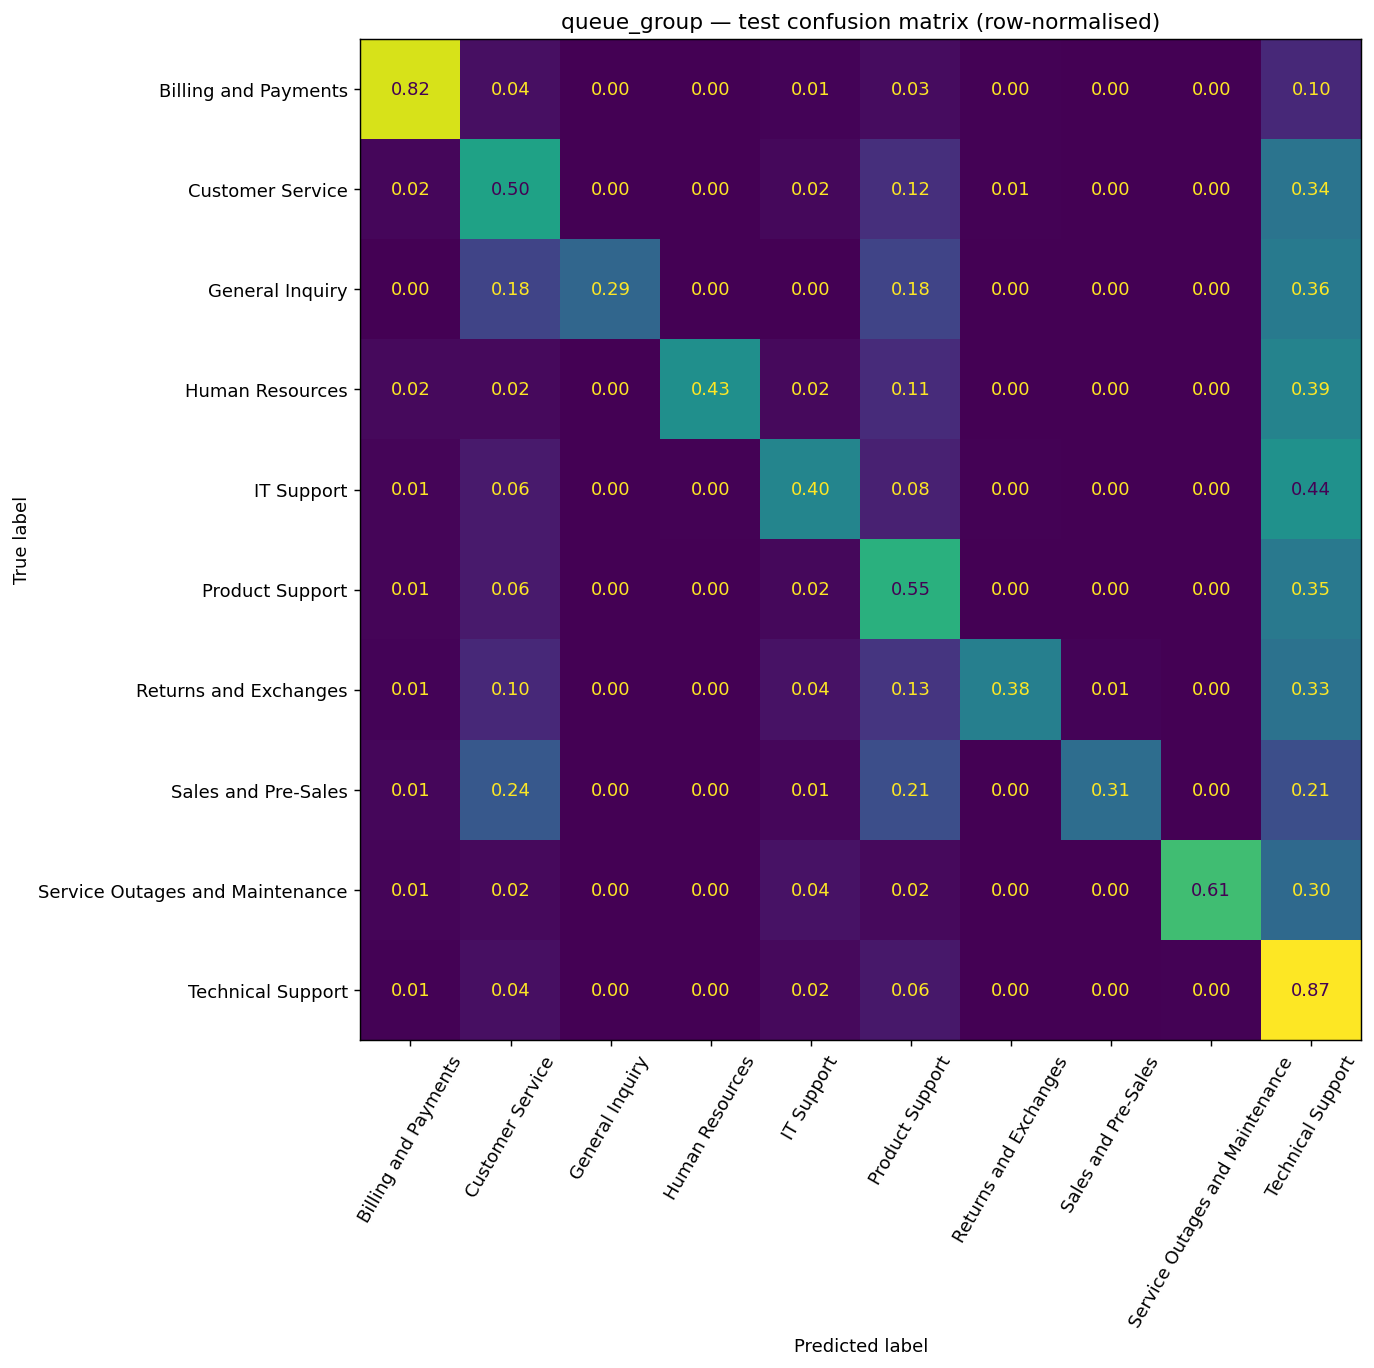 queue_group — test confusion matrix (row-normalised)
Billing and Payments 0.82 0.04 0.00 0.00 0.01 0.03 0.00 0.00 0.00 0.10
Customer Service 0.02 0.50 0.00 0.00 0.02 0.12 0.01 0.00 0.00 0.34
General Inquiry 0.00 0.18 0.29 0.00 0.00 0.18 0.00 0.00 0.00 0.36
Human Resources 0.02 0.02 0.00 0.43 0.02 0.11 0.00 0.00 0.00 0.39
IT Support 0.01 0.06 0.00 0.00 0.40 0.08 0.00 0.00 0.00 0.44
Product Support 0.01 0.06 0.00 0.00 0.02 0.55 0.00 0.00 0.00 0.35
Returns and Exchanges 0.01 0.10 0.00 0.00 0.04 0.13 0.38 0.01 0.00 0.33
Sales and Pre-Sales 0.01 0.24 0.00 0.00 0.01 0.21 0.00 0.31 0.00 0.21
Service Outages and Maintenance 0.01 0.02 0.00 0.00 0.04 0.02 0.00 0.00 0.61 0.30
Technical Support 0.01 0.04 0.00 0.00 0.02 0.06 0.00 0.00 0.00 0.87
True label
Billing and Payments
Customer Service
General Inquiry
Human Resources
IT Support
Product Support
Returns and Exchanges
Sales and Pre-Sales
Service Outages and Maintenance
Technical Support
Predicted label